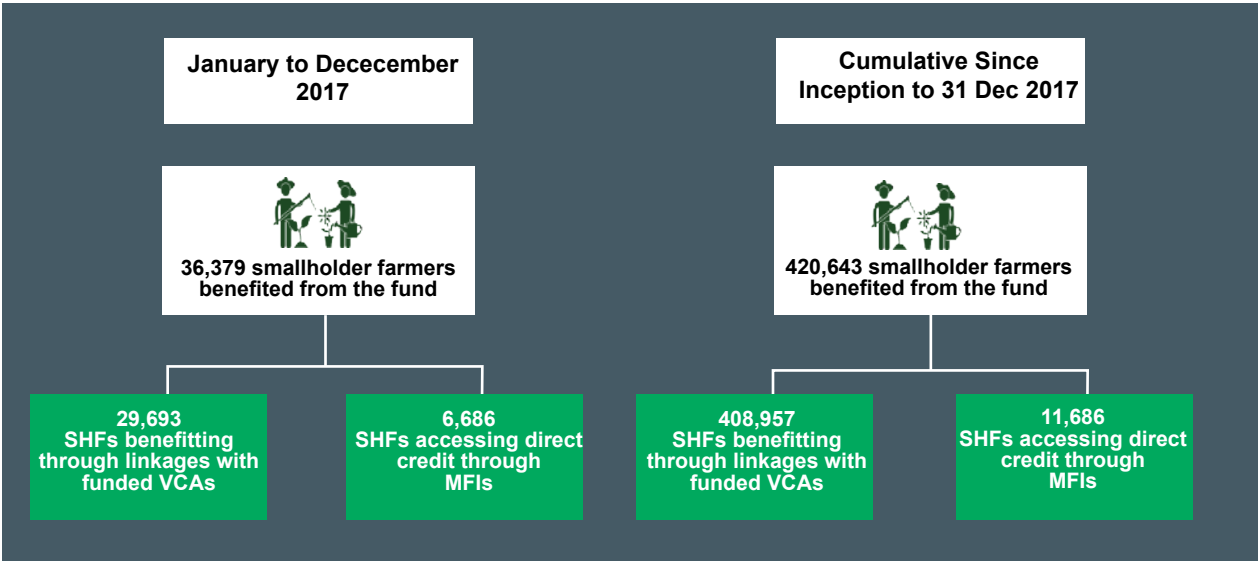 January to Dececember
2017
36,379 smallholder farmers
benefited from the fund
29,693
SHFs benefitting
through linkages with
funded VCAs
6,686
SHFs accessing direct
credit through
MFIs
Cumulative Since
Inception to 31 Dec 2017
420,643 smallholder farmers
benefited from the fund
408,957
SHFs benefitting
through linkages with
funded VCAs
11,686
SHFs accessing direct
credit through
MFIs